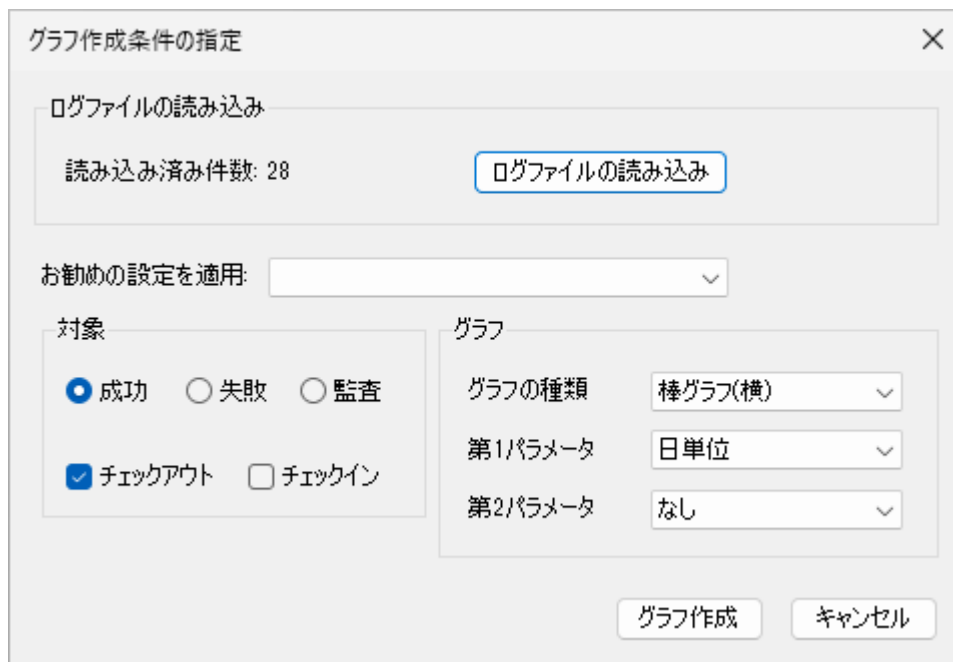 グラフ作成条件の指定
ログファイルの読み込み
読み込み済み件数: 28
ログファイルの読み込み
お勧めの設定を適用:
対象
成功 失敗 監査
チェックアウト チェックイン
グラフ
グラフの種類 棒グラフ(横)
第1パラメータ 日単位
第2パラメータ なし
グラフ作成 キャンセル